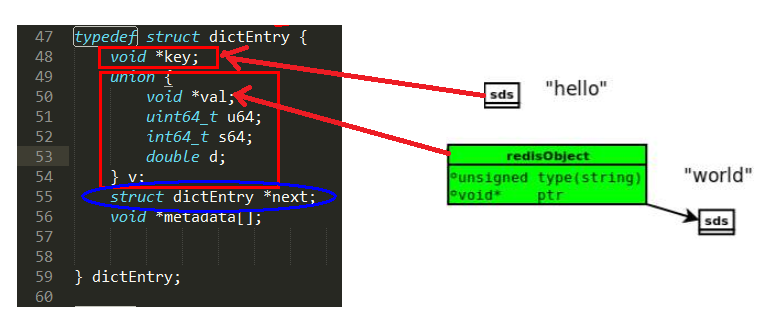 47 typedef struct dictEntry {
48 void *key;
49 union {
50 void *val;
51 uint64_t u64;
52 int64_t s64;
53 double d;
54 } v;
55 struct dictEntry *next;
56 void *metadata[];
57
58
59 } dictEntry;
60
sds "hello"
redisObject
unsigned type(string)
void* ptr
"world"
sds